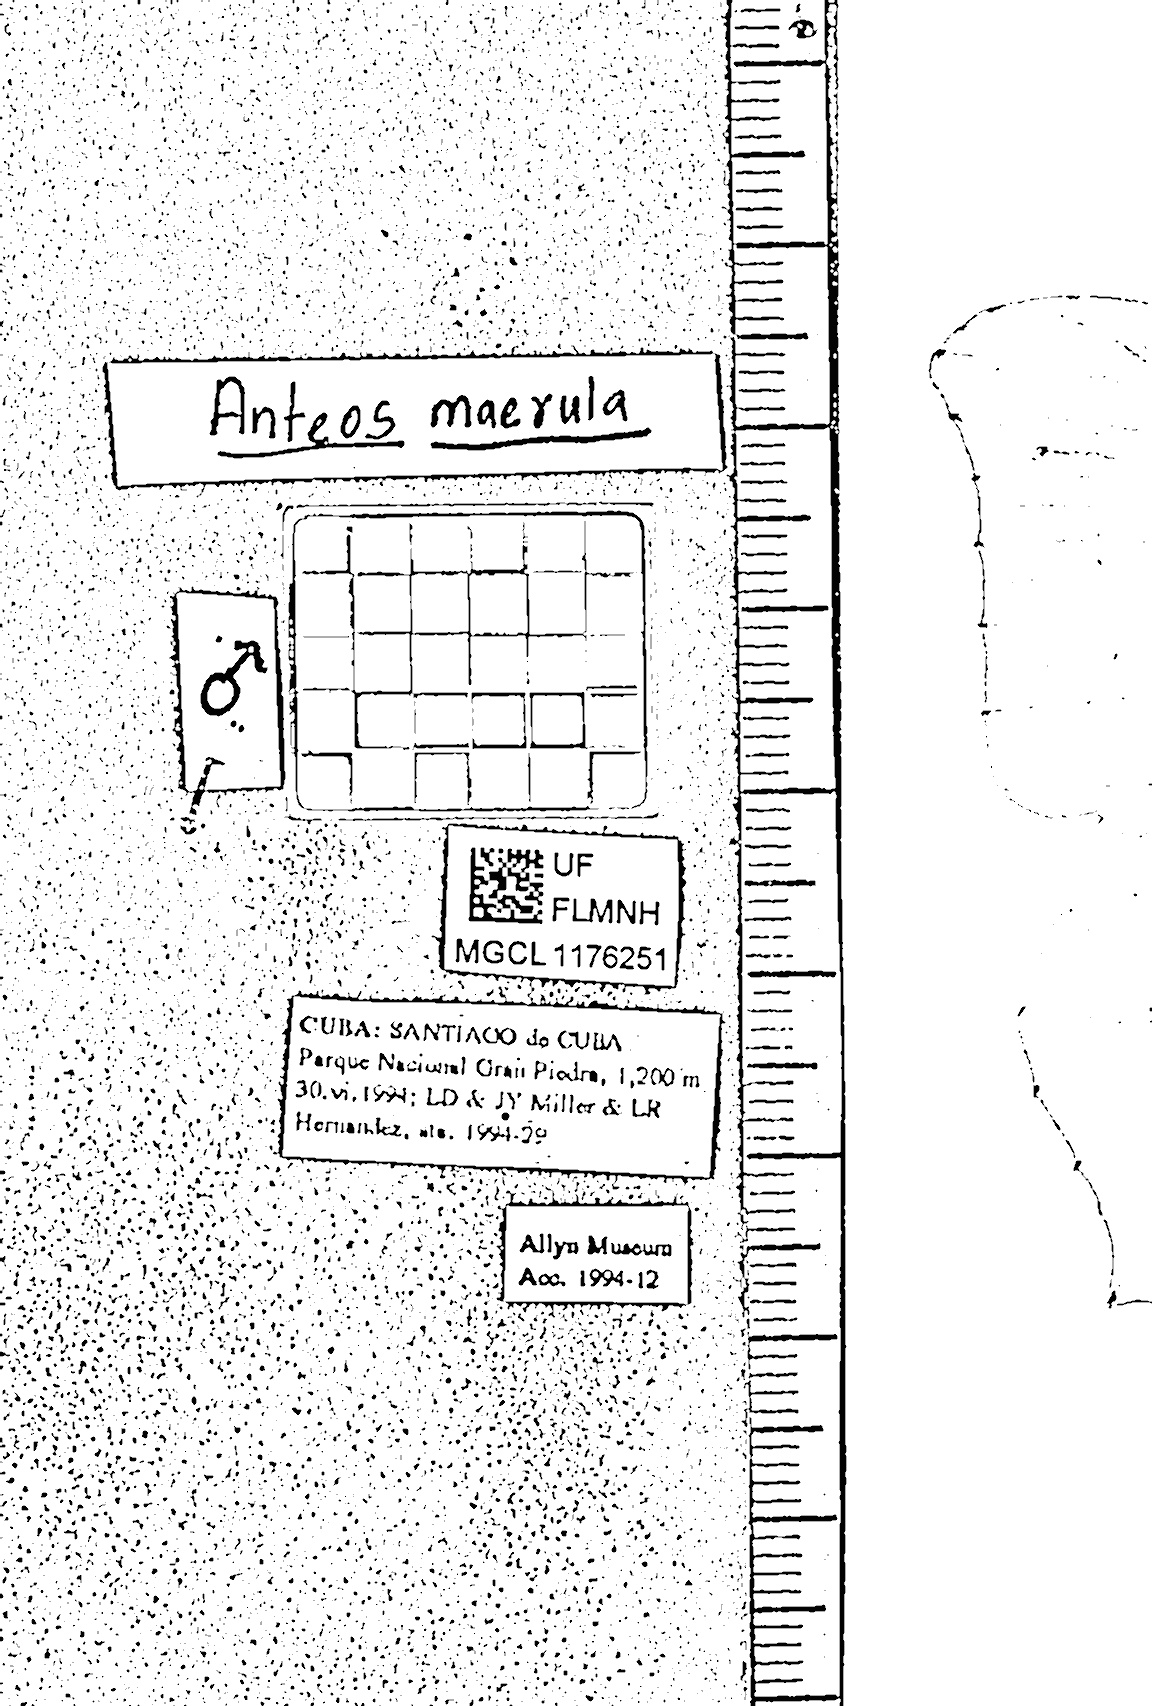 Anteos maerula
♂
UF
FLMNH
MGCL 1176251
CUBA: SANTIAGO de CUBA
Parque Nacional Gran Piedra, 1,200 m
30.vi.1994; LD & JY Miller & LR
Hernandez, sta. 1994-29
Allyn Museum
Acc. 1994-12